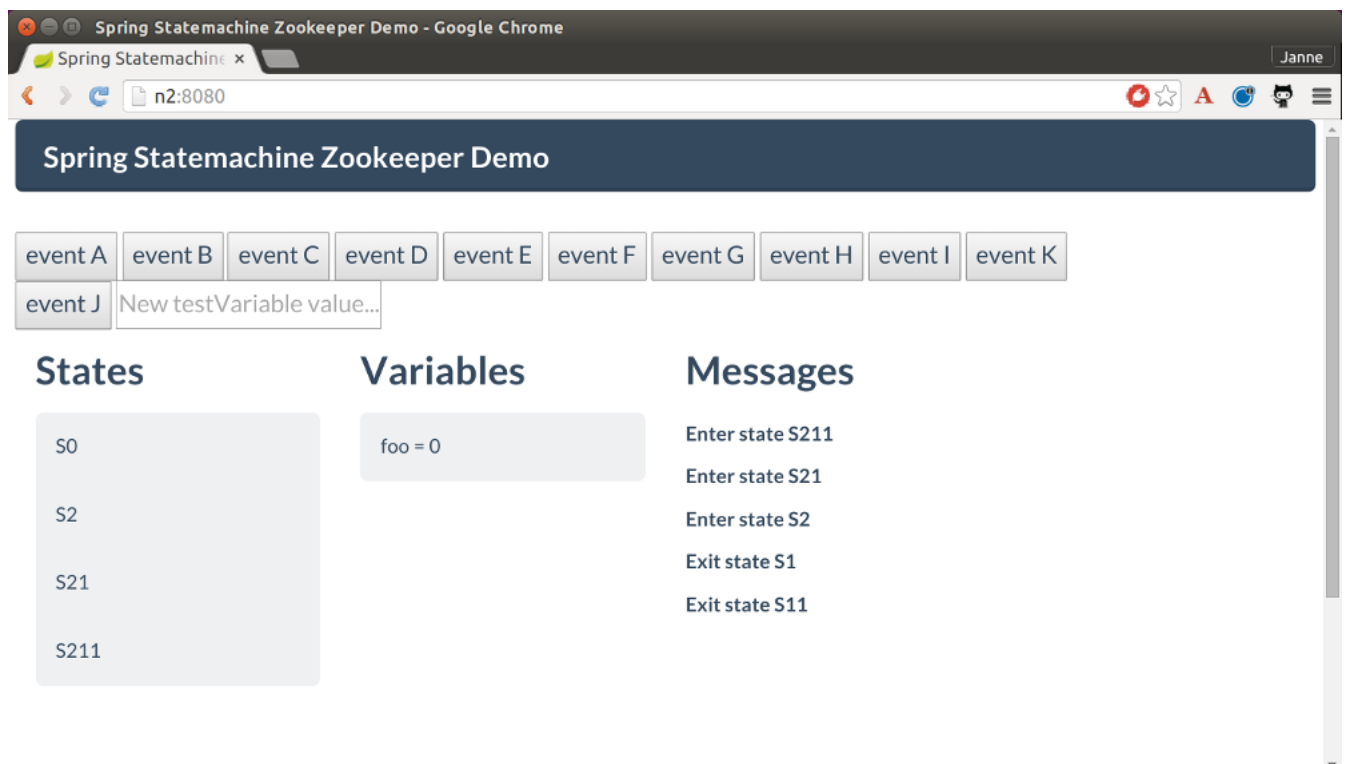 Spring Statemachine Zookeeper Demo - Google Chrome
Spring Statemachine
Janne
n2:8080
A
Spring Statemachine Zookeeper Demo
event A event B event C event D event E event F event G event H event I event K
event J New testVariable value...
States Variables Messages
S0
S2
S21
S211
foo = 0
Enter state S211
Enter state S21
Enter state S2
Exit state S1
Exit state S11